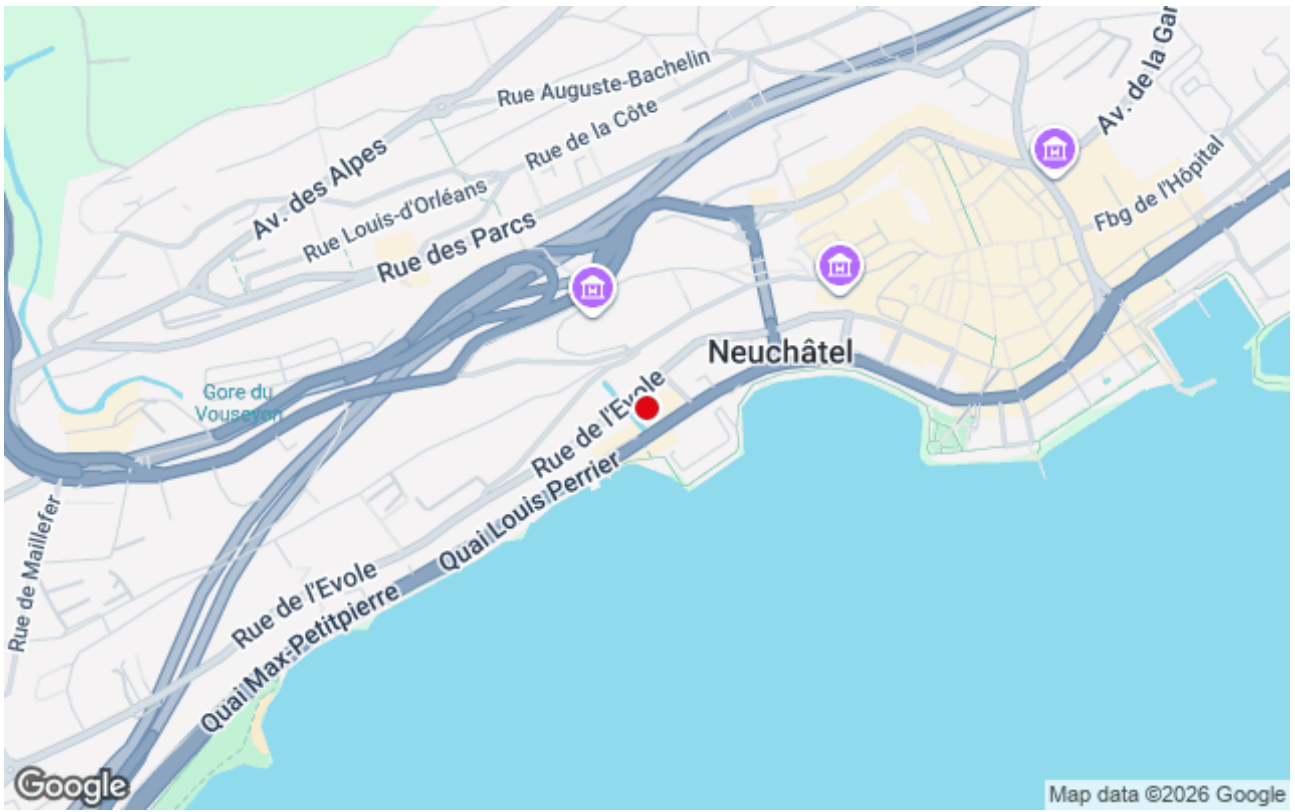 Rue Auguste-Bachelin
Av. de la Gar
Rue de la Côte
Av. des Alpes
Rue Louis-d'Orléans
Fbg de l'Hôpital
Rue des Parcs
Neuchâtel
Gore du
Vouseyon
Rue de l'Evole
Quai Louis Perrier
Rue de Maillefer
Rue de l'Evole
Quai Max-Petitpierre
Google
Map data ©2026 Google